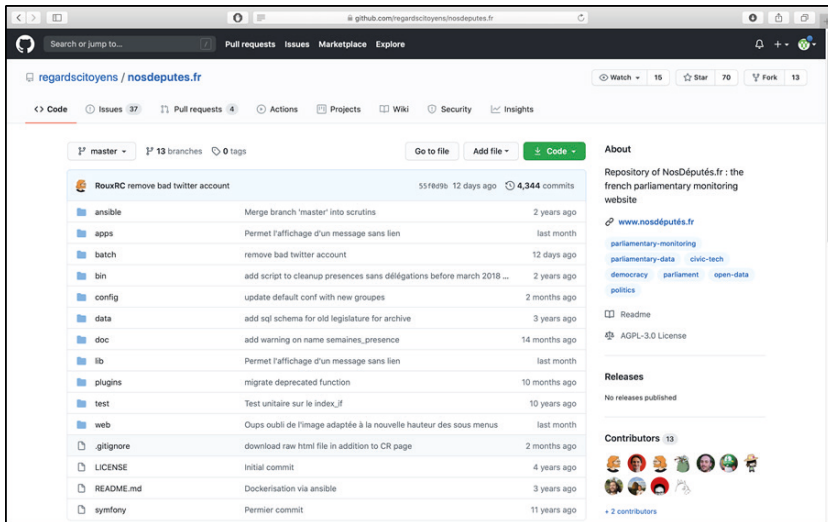 github.com/regardscitoyens/nosdeputes.fr
Search or jump to... / Pull requests Issues Marketplace Explore
regardscitoyens / nosdeputes.fr Watch 15 Star 70 Fork 13
Code Issues 37 Pull requests 4 Actions Projects Wiki Security Insights
master 13 branches 0 tags Go to file Add file Code
RouxRC remove bad twitter account 55f0d9b 12 days ago 4,344 commits
ansible Merge branch 'master' into scrutins 2 years ago
apps Permet l'affichage d'un message sans lien last month
batch remove bad twitter account 12 days ago
bin add script to cleanup presences sans délégations before march 2018 ... 2 years ago
config update default conf with new groupes 2 months ago
data add sql schema for old legislature for archive 3 years ago
doc add warning on name semaines_presence 14 months ago
lib Permet l'affichage d'un message sans lien last month
plugins migrate deprecated function 10 months ago
test Test unitaire sur le index_if 10 years ago
web Oups oubli de l'image adaptée à la nouvelle hauteur des sous menus last month
.gitignore download raw html file in addition to CR page 2 months ago
LICENSE Initial commit 4 years ago
README.md Dockerisation via ansible 3 years ago
symfony Permier commit 11 years ago
About
Repository of NosDéputés.fr : the
french parliamentary monitoring
website
www.nosdéputés.fr
parliamentary-monitoring
parliamentary-data civic-tech
democracy parliament open-data
politics
Readme
AGPL-3.0 License
Releases
No releases published
Contributors 13
+ 2 contributors